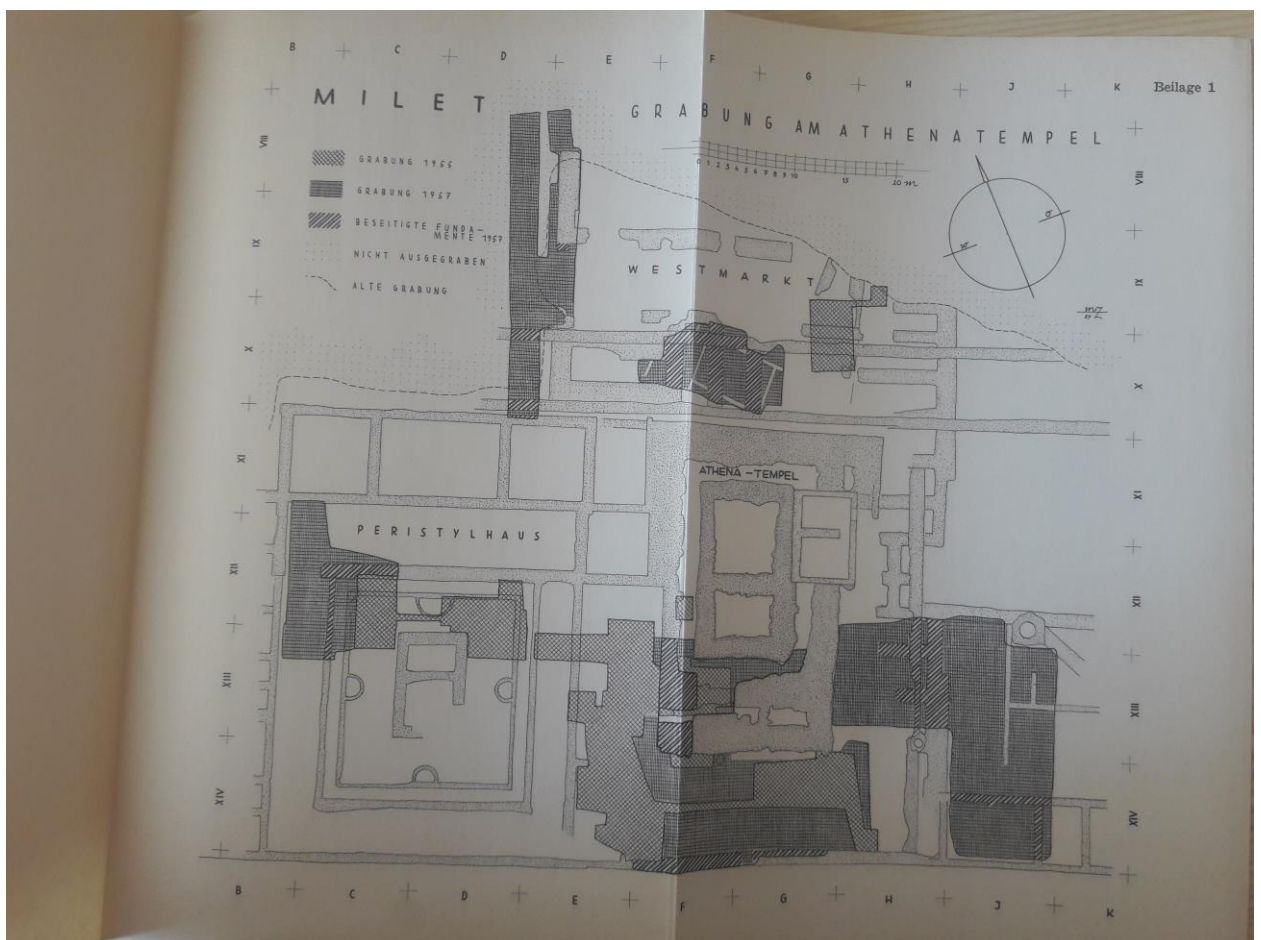 B C D E F G H J K Beilage 1
MILET
GRABUNG AM ATHENATEMPEL
VIII
VIII
GRABUNG 1955
GRABUNG 1957
BESEITIGTE FUNDA-
MENTE 1957
NICHT AUSGEGRABEN
ALTE GRABUNG
0 1 2 3 4 5 6 7 8 9 10 15 20 m
IX
IX
WESTMARKT
X
X
XI
XI
ATHENA-TEMPEL
PERISTYLHAUS
XII
XII
XIII
XIII
XIV
XIV
B C D E F G H J K